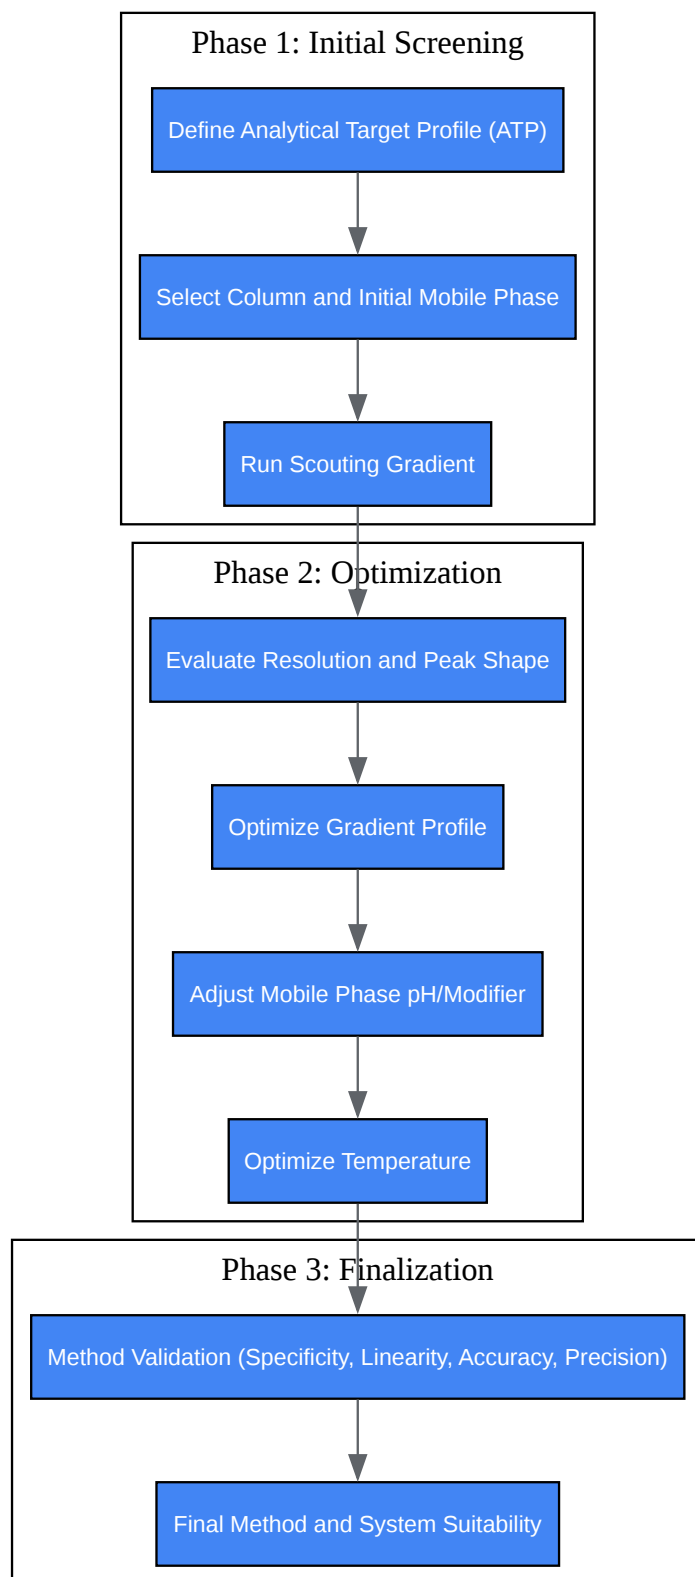 Phase 1: Initial Screening
Define Analytical Target Profile (ATP)
Select Column and Initial Mobile Phase
Run Scouting Gradient
Phase 2: Optimization
Evaluate Resolution and Peak Shape
Optimize Gradient Profile
Adjust Mobile Phase pH/Modifier
Optimize Temperature
Phase 3: Finalization
Method Validation (Specificity, Linearity, Accuracy, Precision)
Final Method and System Suitability